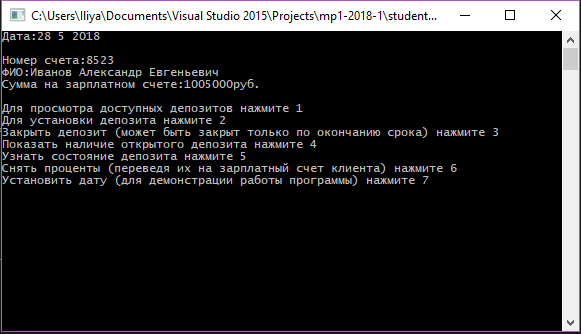 C:\Users\Iliya\Documents\Visual Studio 2015\Projects\mp1-2018-1\student...
Дата:28 5 2018
Номер счета:8523
ФИО:Иванов Александр Евгеньевич
Сумма на зарплатном счете:1005000руб.
Для просмотра доступных депозитов нажмите 1
Для установки депозита нажмите 2
Закрыть депозит (может быть закрыт только по окончанию срока) нажмите 3
Показать наличие открытого депозита нажмите 4
Узнать состояние депозита нажмите 5
Снять проценты (переведя их на зарплатный счет клиента) нажмите 6
Установить дату (для демонстрации работы программы) нажмите 7